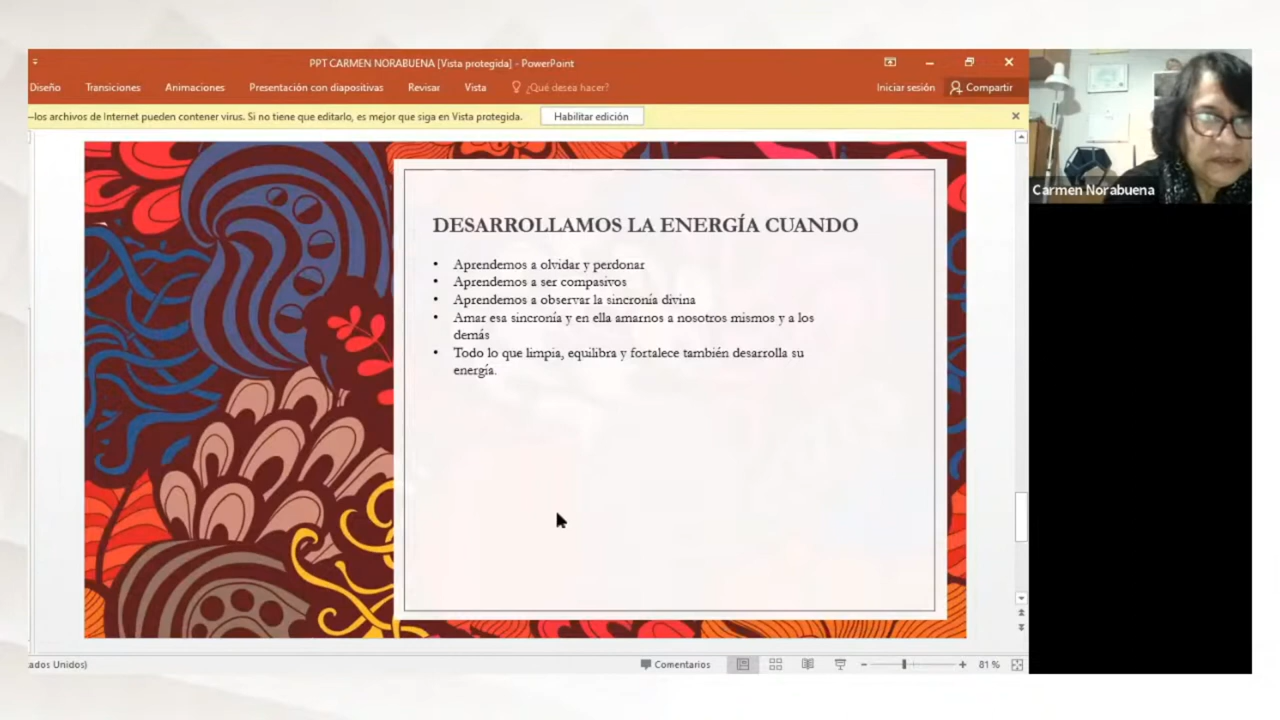 PPT CARMEN NORABUENA [Vista protegida] - PowerPoint
Diseño Transiciones Animaciones Presentación con diapositivas Revisar Vista ¿Qué desea hacer? Iniciar sesión Compartir
los archivos de Internet pueden contener virus. Si no tiene que editarlo, es mejor que siga en Vista protegida. Habilitar edición
Carmen Norabuena
DESARROLLAMOS LA ENERGÍA CUANDO
• Aprendemos a olvidar y perdonar
• Aprendemos a ser compasivos
• Aprendemos a observar la sincronía divina
• Amar esa sincronía y en ella amarnos a nosotros mismos y a los
demás
• Todo lo que limpia, equilibra y fortalece también desarrolla su
energía.
ados Unidos) Comentarios 81 %